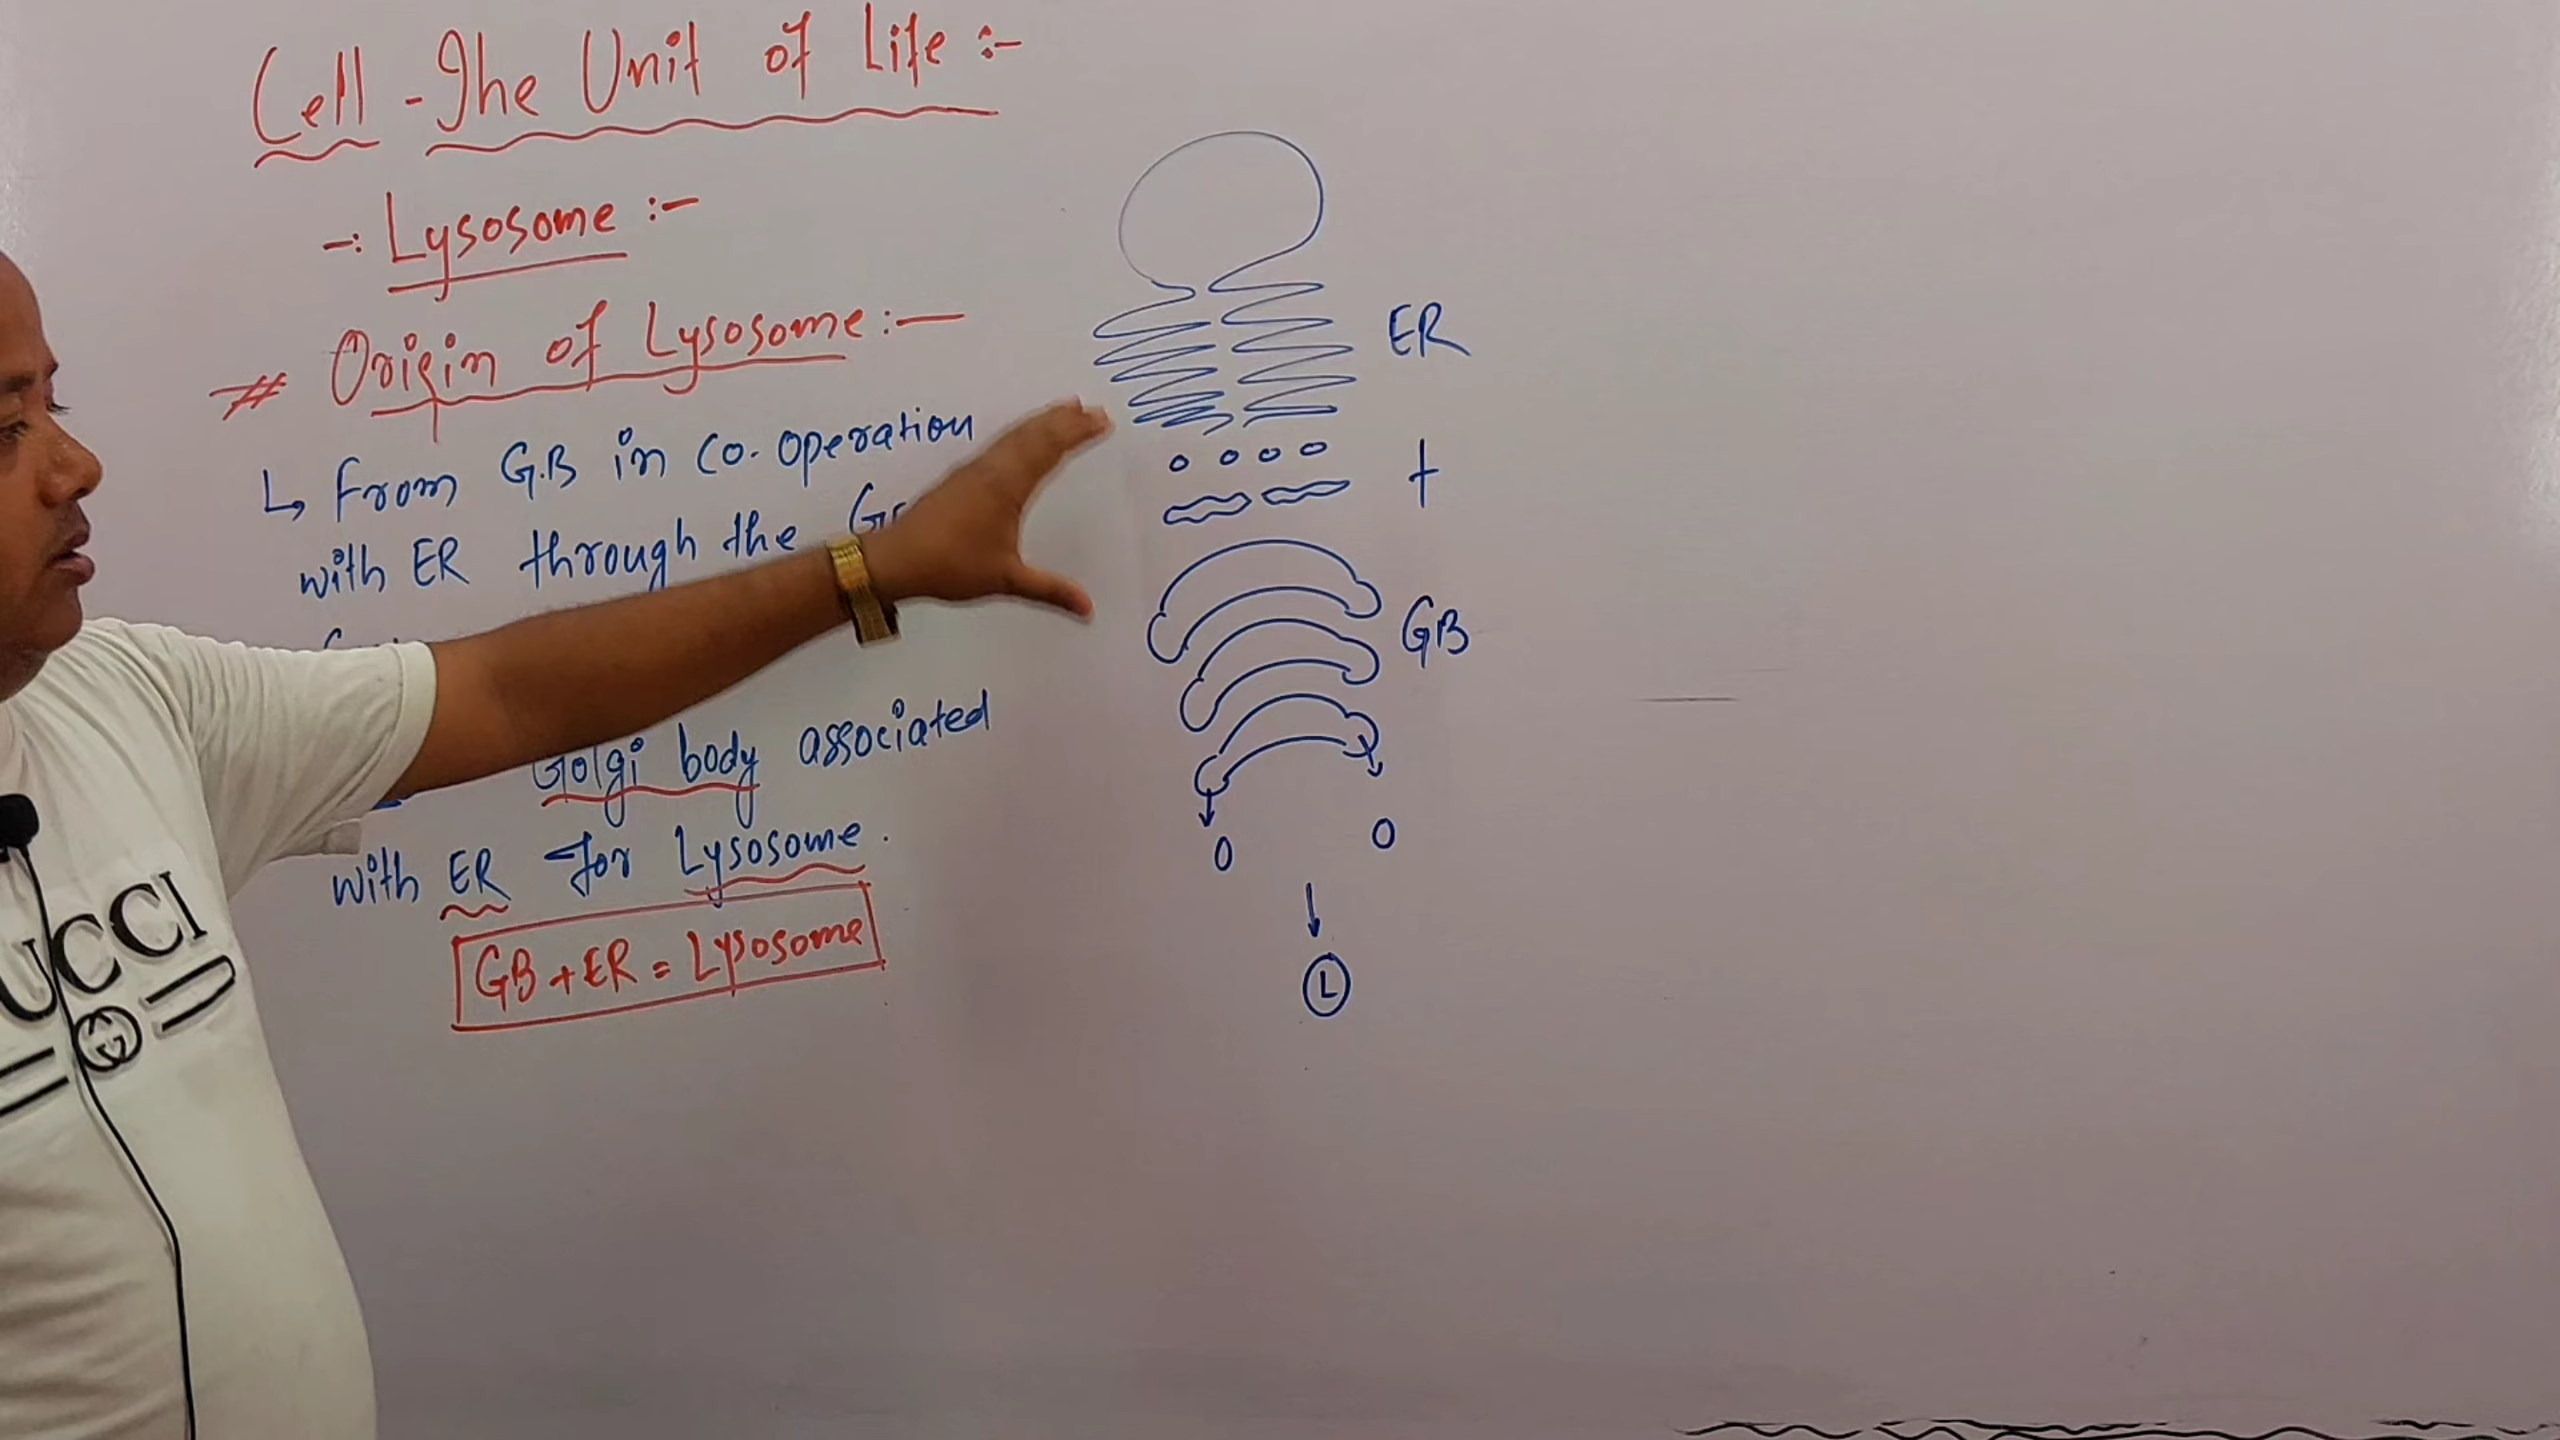 Cell - The Unit of Life :-
-: Lysosome :-
# Origin of Lysosome :-
↳ From G.B in co-operation
with ER through the
Golgi body associated
with ER for Lysosome.
GB + ER = Lysosome
ER
+
GB
L
UCCI